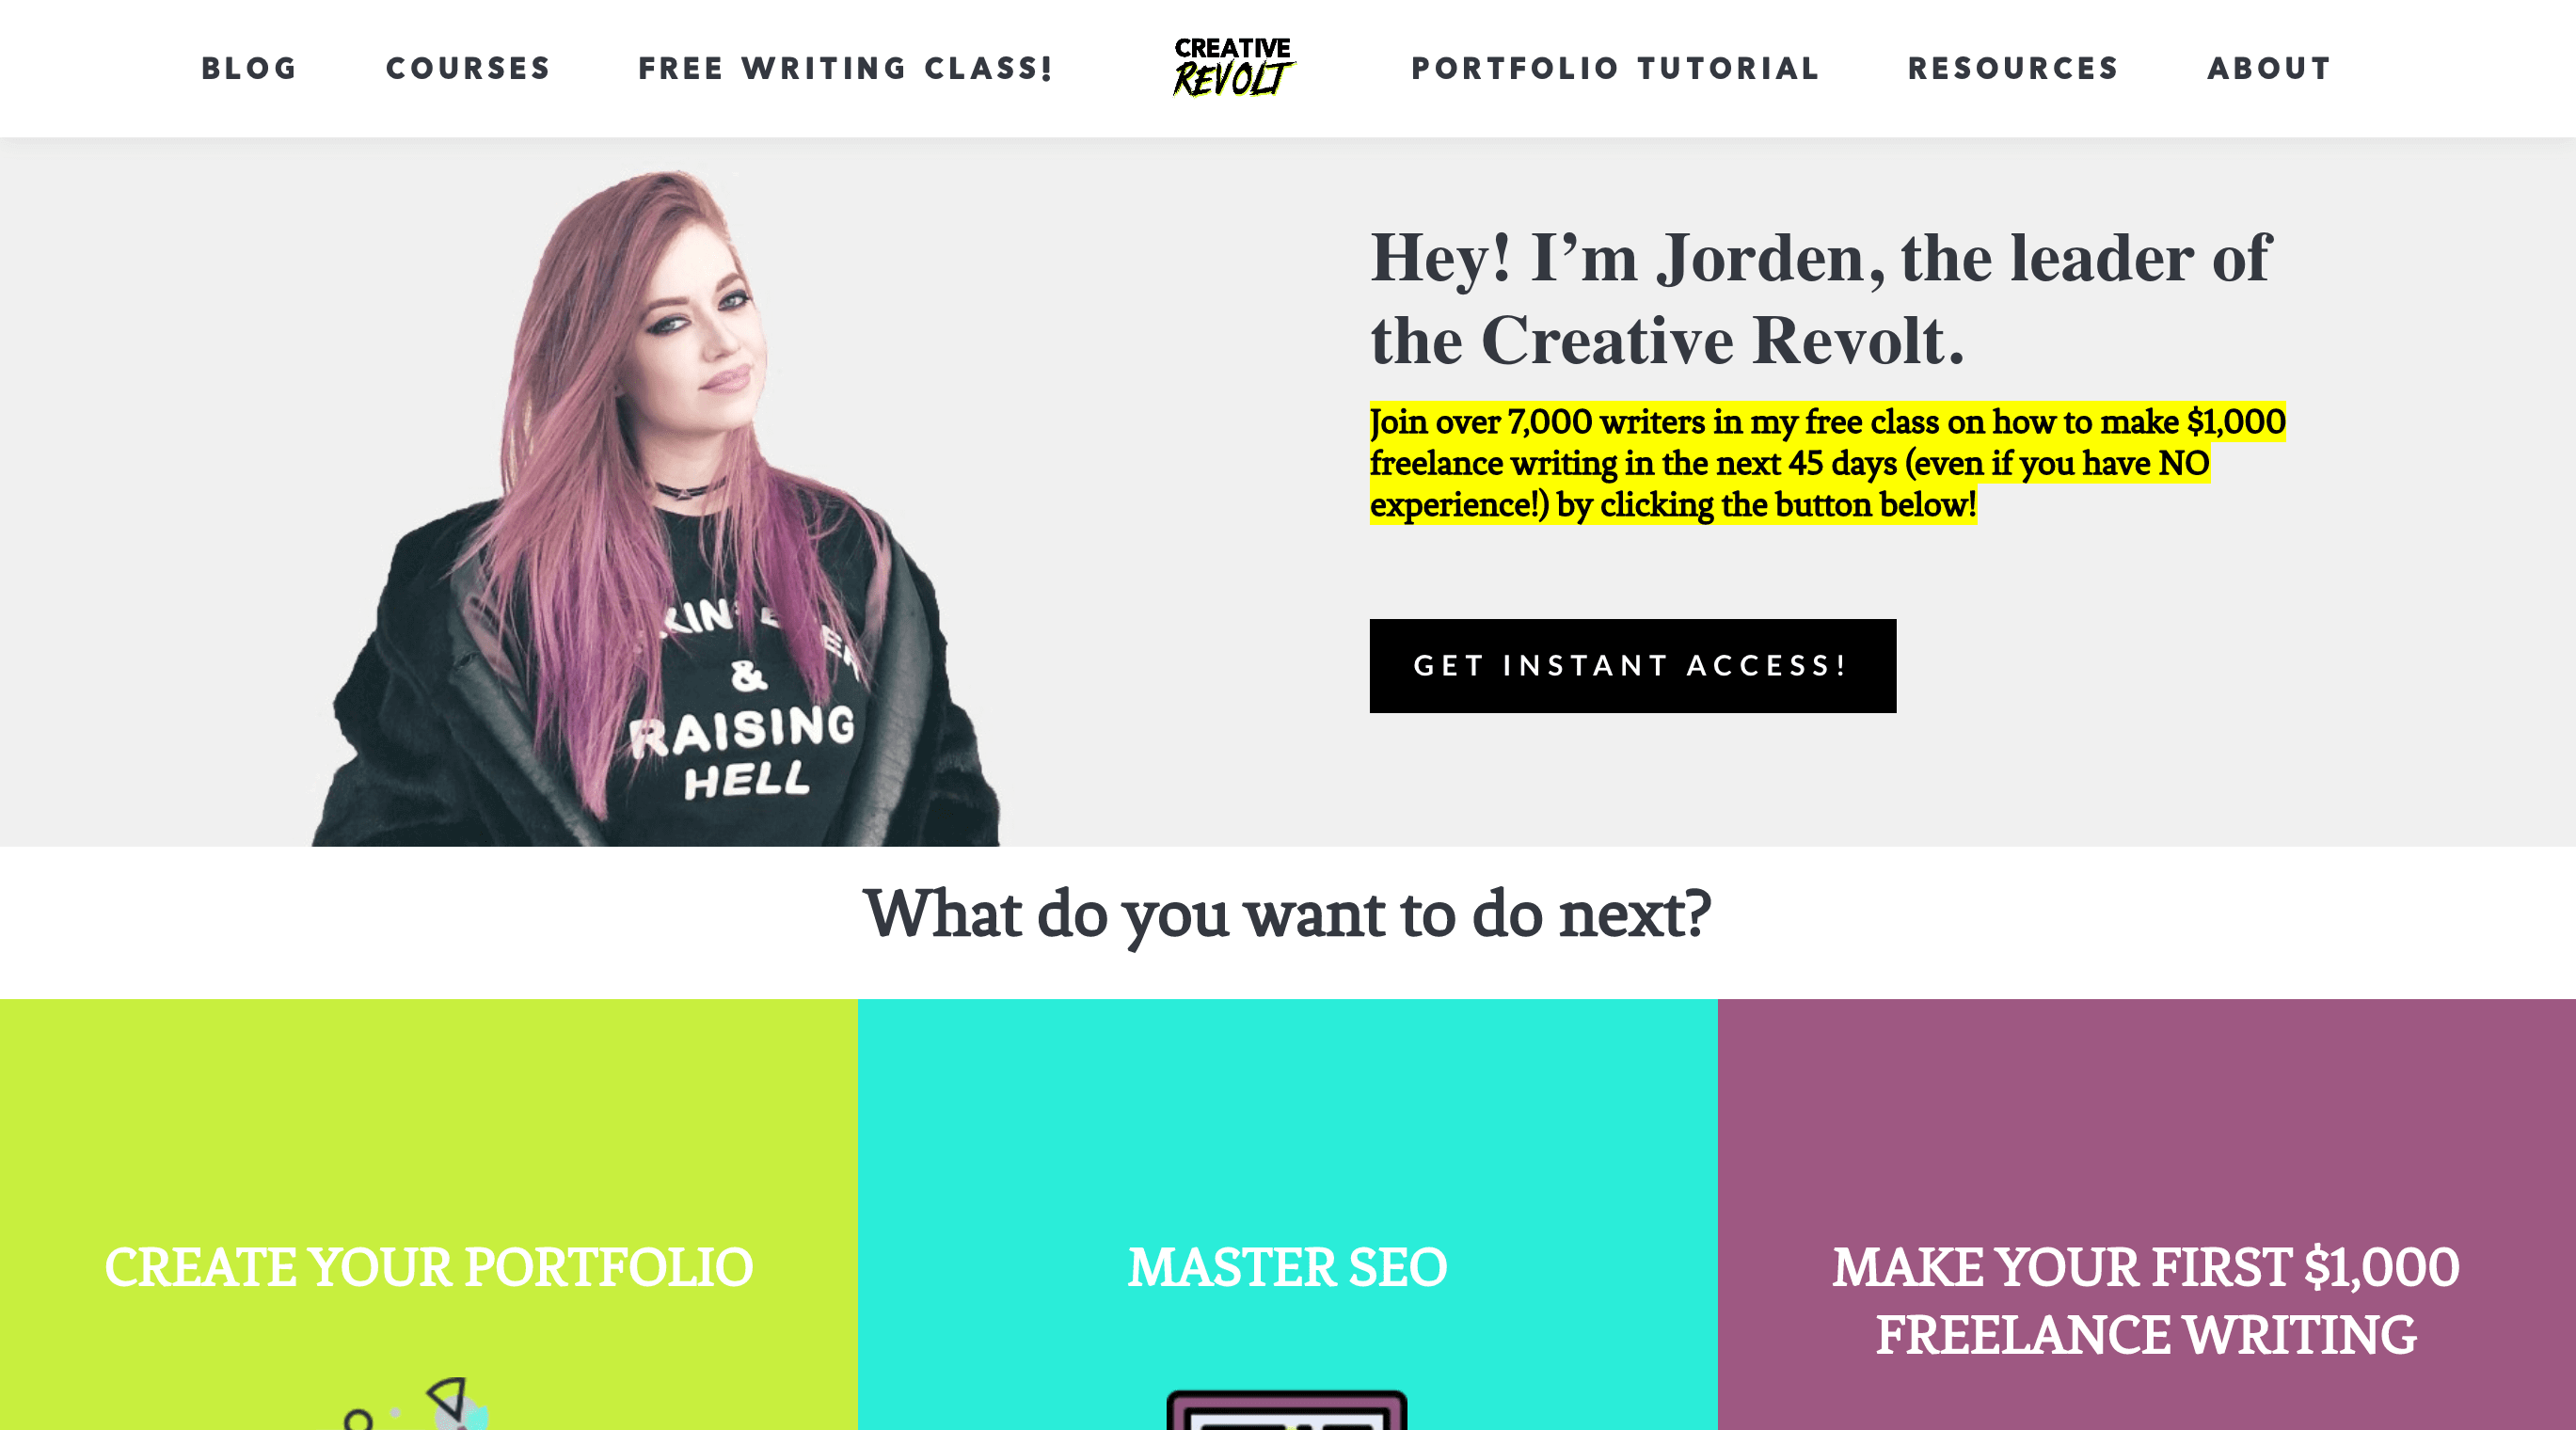 BLOG COURSES FREE WRITING CLASS! CREATIVE REVOLT PORTFOLIO TUTORIAL RESOURCES ABOUT
Hey! I’m Jorden, the leader of
the Creative Revolt.
Join over 7,000 writers in my free class on how to make $1,000
freelance writing in the next 45 days (even if you have NO
experience!) by clicking the button below!
&
RAISING
HELL
GET INSTANT ACCESS!
What do you want to do next?
CREATE YOUR PORTFOLIO
MASTER SEO
MAKE YOUR FIRST $1,000
FREELANCE WRITING